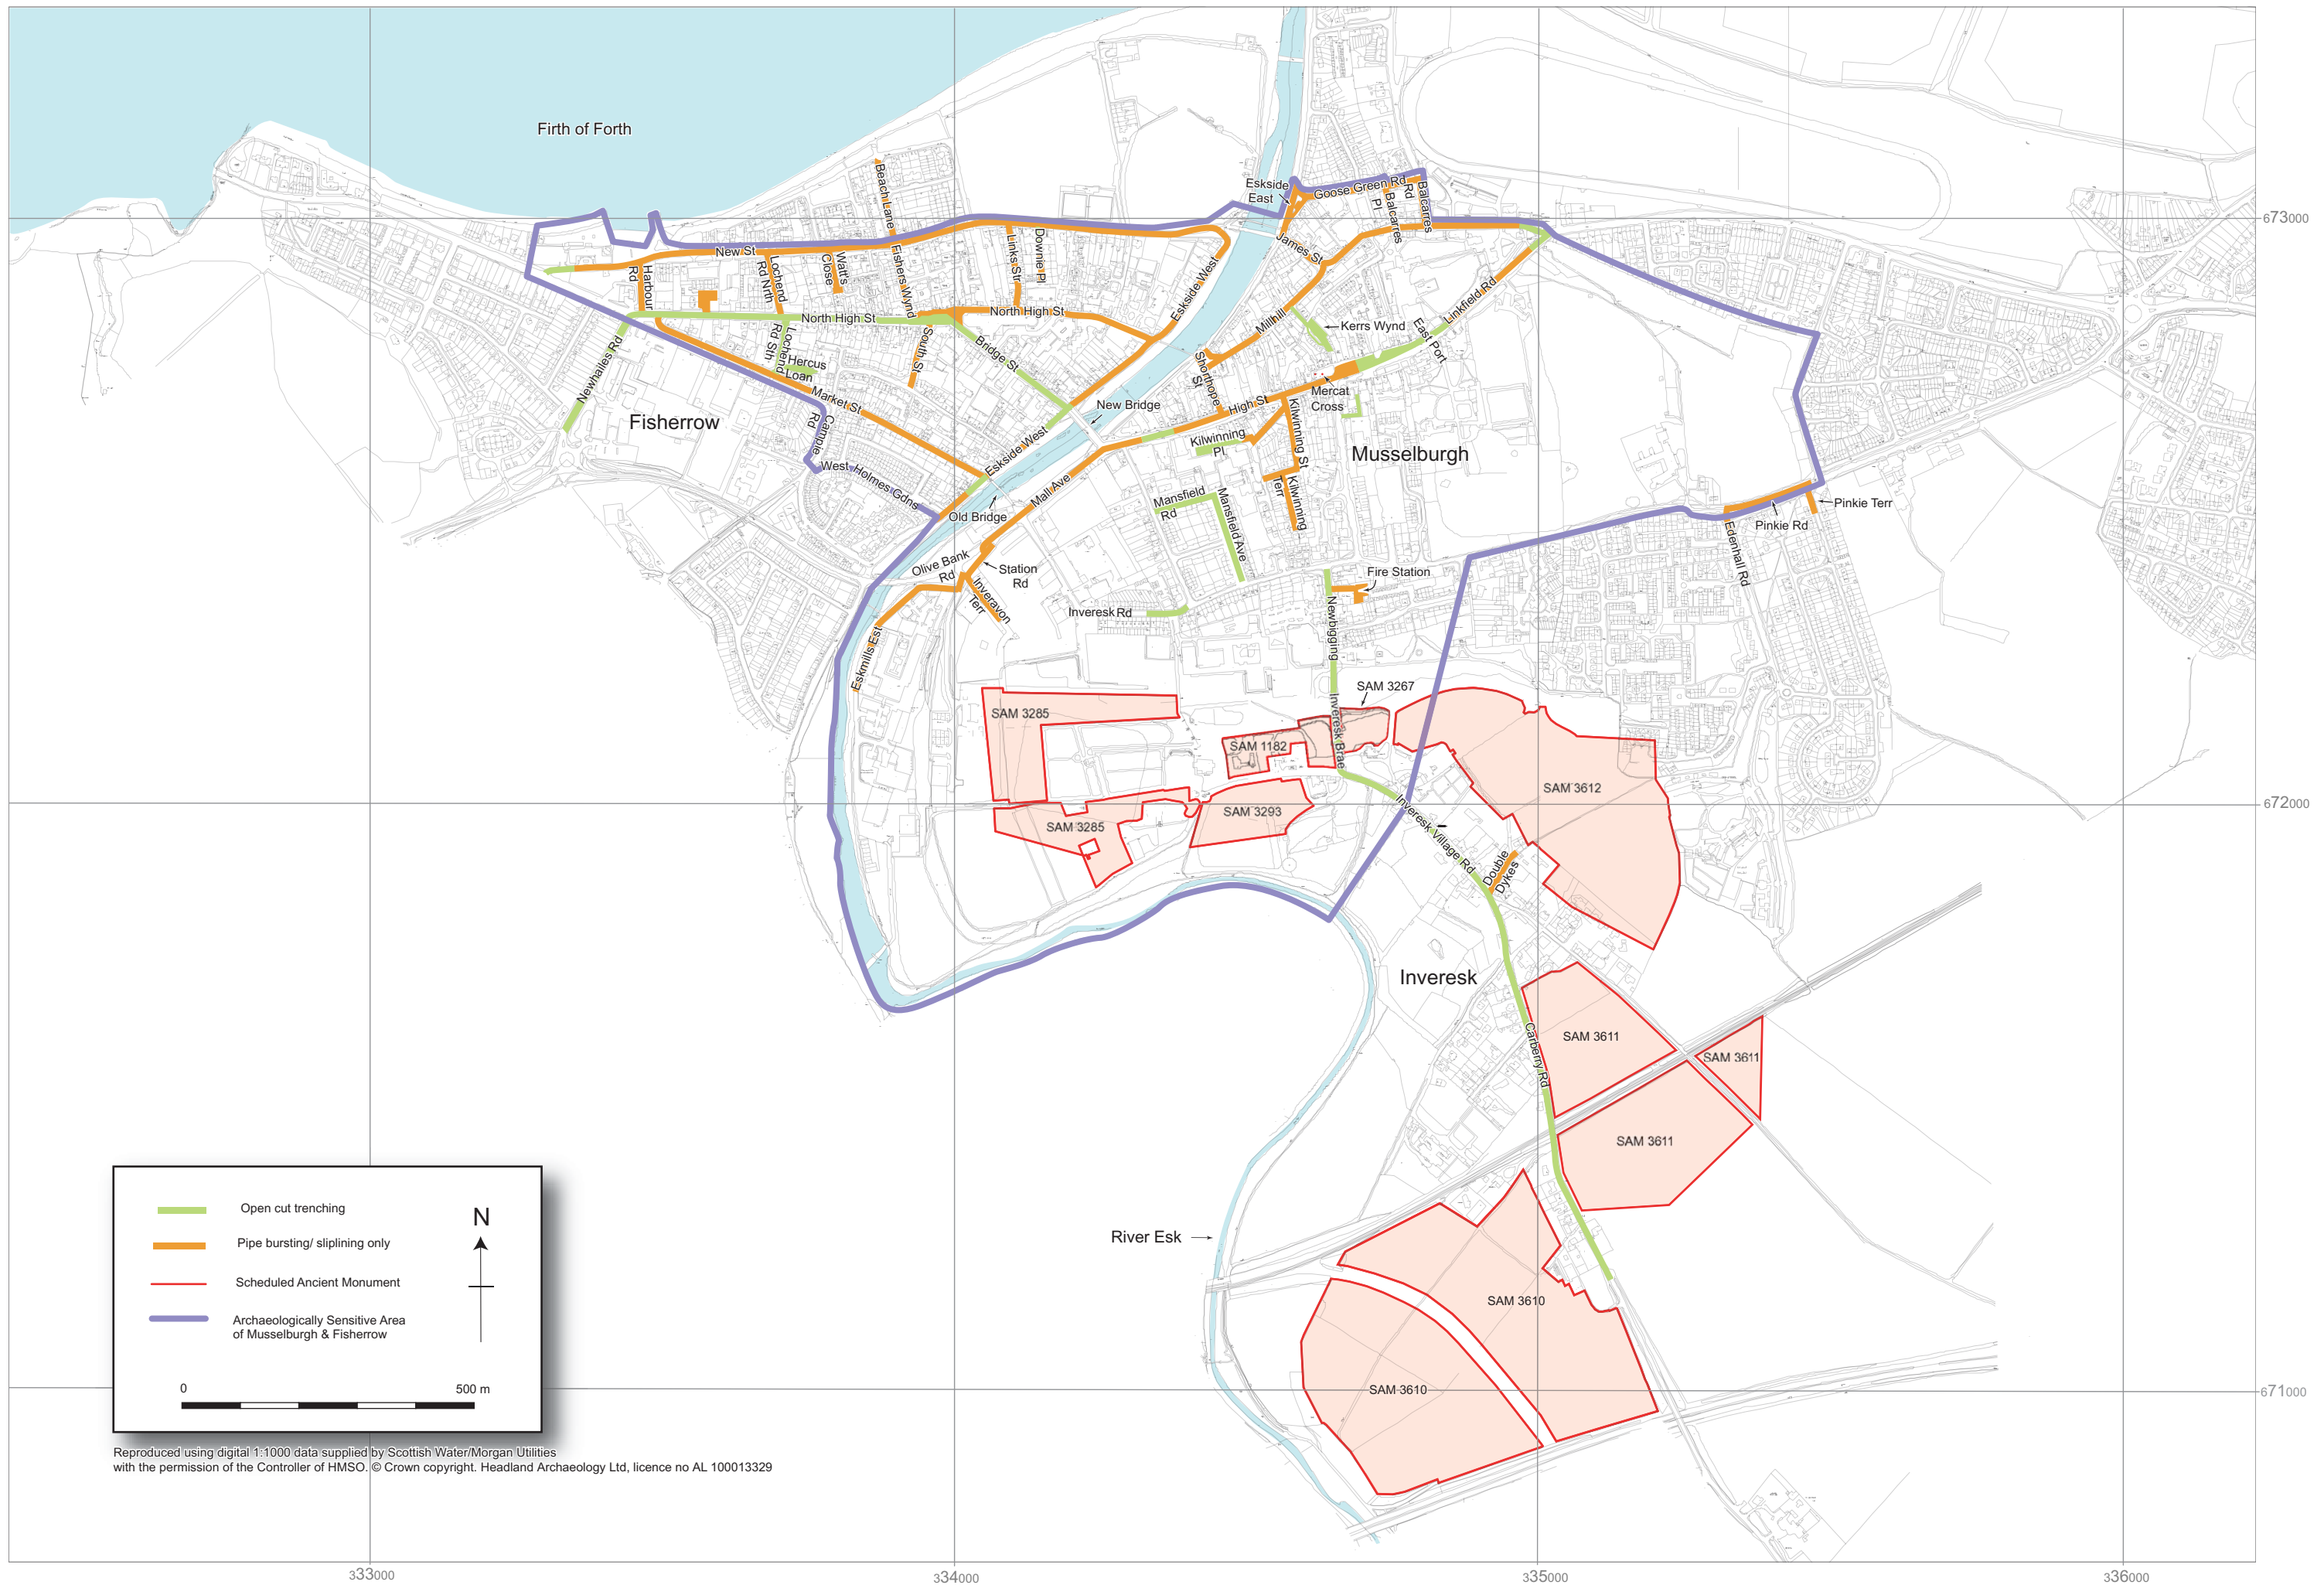 Firth of Forth
Beach Lane
Eskside
East
Goose Green Rd
Balcarres
Rd
Balcarres
Pl
673000
New St
Harbour
Rd
Lochend
Rd Nrth
Watt's
Close
Fishers Wynd
Links Str
Downie Pl
Eskside West
James St
Linkfield Rd
North High St
North High St
Millhill
Kerrs Wynd
East Port
Newhailes Rd
Lochend
Rd Sth
Hercus
Loan
South St
Bridge St
Shorthope
St
Mercat
Cross
Market St
New Bridge
High St
Fisherrow
Campie
Rd
Kilwinning
Pl
Kilwinning St
Musselburgh
West Holmes Gdns
Eskside West
Mall Ave
Old Bridge
Mansfield
Rd
Mansfield Ave
Kilwinning
Terr
Pinkie Terr
Pinkie Rd
Edenhall Rd
Olive Bank
Rd
Station
Rd
Fire Station
Inveravon
Terr
Inveresk Rd
Newbigging
Eskmills Est
SAM 3267
SAM 3285
Inveresk Brae
SAM 1182
SAM 3612
672000
SAM 3293
SAM 3285
Inveresk Village Rd
Double
Dykes
Inveresk
SAM 3611
Carberry Rd
SAM 3611
SAM 3611
River Esk
SAM 3610
SAM 3610
671000
Open cut trenching
N
Pipe bursting/ sliplining only
Scheduled Ancient Monument
Archaeologically Sensitive Area
of Musselburgh & Fisherrow
0 500 m
Reproduced using digital 1:1000 data supplied by Scottish Water/Morgan Utilities
with the permission of the Controller of HMSO. © Crown copyright. Headland Archaeology Ltd, licence no AL 100013329
333000 334000 335000 336000